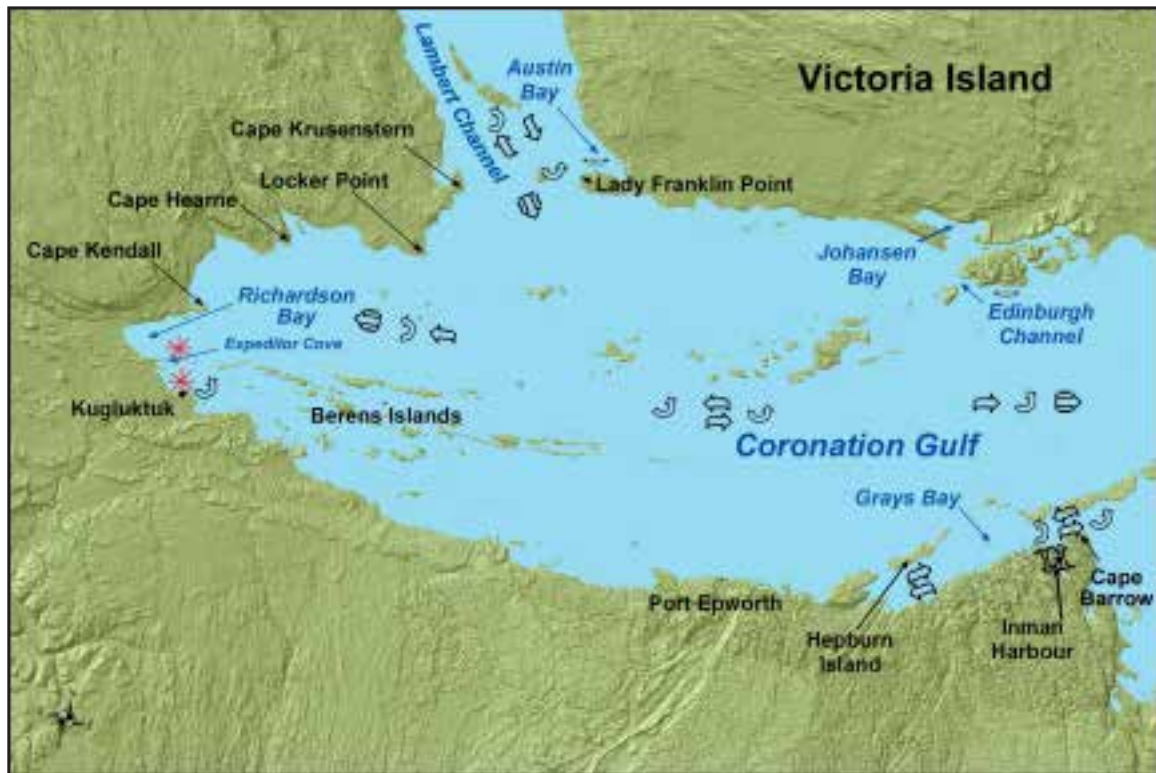 Victoria Island
Lambert Channel
Austin
Bay
Cape Krusenstern
Locker Point
Lady Franklin Point
Cape Hearne
Cape Kendall
Johansen
Bay
Richardson
Bay
Edinburgh
Channel
Expeditor Cove
Kugluktuk
Berens Islands
Coronation Gulf
Grays Bay
Port Epworth
Cape
Barrow
Hepburn
Island
Inman
Harbour